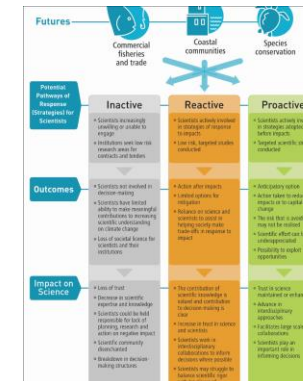 Futures
Commercial
fisheries
and trade
Coastal
communities
Species
conservation
Potential
Pathways of
Response
(Strategies) for
Scientists
Inactive
• Scientists increasingly
unwilling or unable to
engage
• Institutions seen low risk
research areas for
contracts and tenders
Reactive
• Scientists actively involved
in strategies of response
to impacts
• Low risk, targeted studies
conducted
Proactive
• Scientists actively
in strategies adopted
before impacts
• Targeted scientific
conducted
Outcomes
• Scientists not involved in
decision making
• Scientists have limited
ability to make meaningful
contributions to increasing
scientific understanding
on climate change
• Loss of societal licence for
scientists and their
institutions
• Action after impacts
• Limited options for
mitigation
• Reliance on science and
scientists to assist in
helping society make
trade-offs in response to
impact
• Anticipatory option
• Action taken to
impacts or to
change
• The risk that is
may not be realised
• Scientific effort can
underappreciated
• Possibility to exploit
opportunities
Impact on
Science
• Loss of trust
• Decrease in scientific
expertise and knowledge
• Scientists could be held
responsible for lack of
planning, research and
action on negative impact
• Scientific community
disenchanted
• Breakdown in decision-
making structures
• The contribution of
scientific knowledge is
valued and contribution
to decision-making is
clear
• Increase in trust in science
and scientists
• Scientists work in
interdisciplinary
collaborations to inform
decisions where possible
• Scientists may struggle to
balance scientific rigor
• Trust in science
maintained or
• Advance in
interdisciplinary
approaches
• Facilitates large scale
collaborations
• Scientists play an
important role in
informing decisions